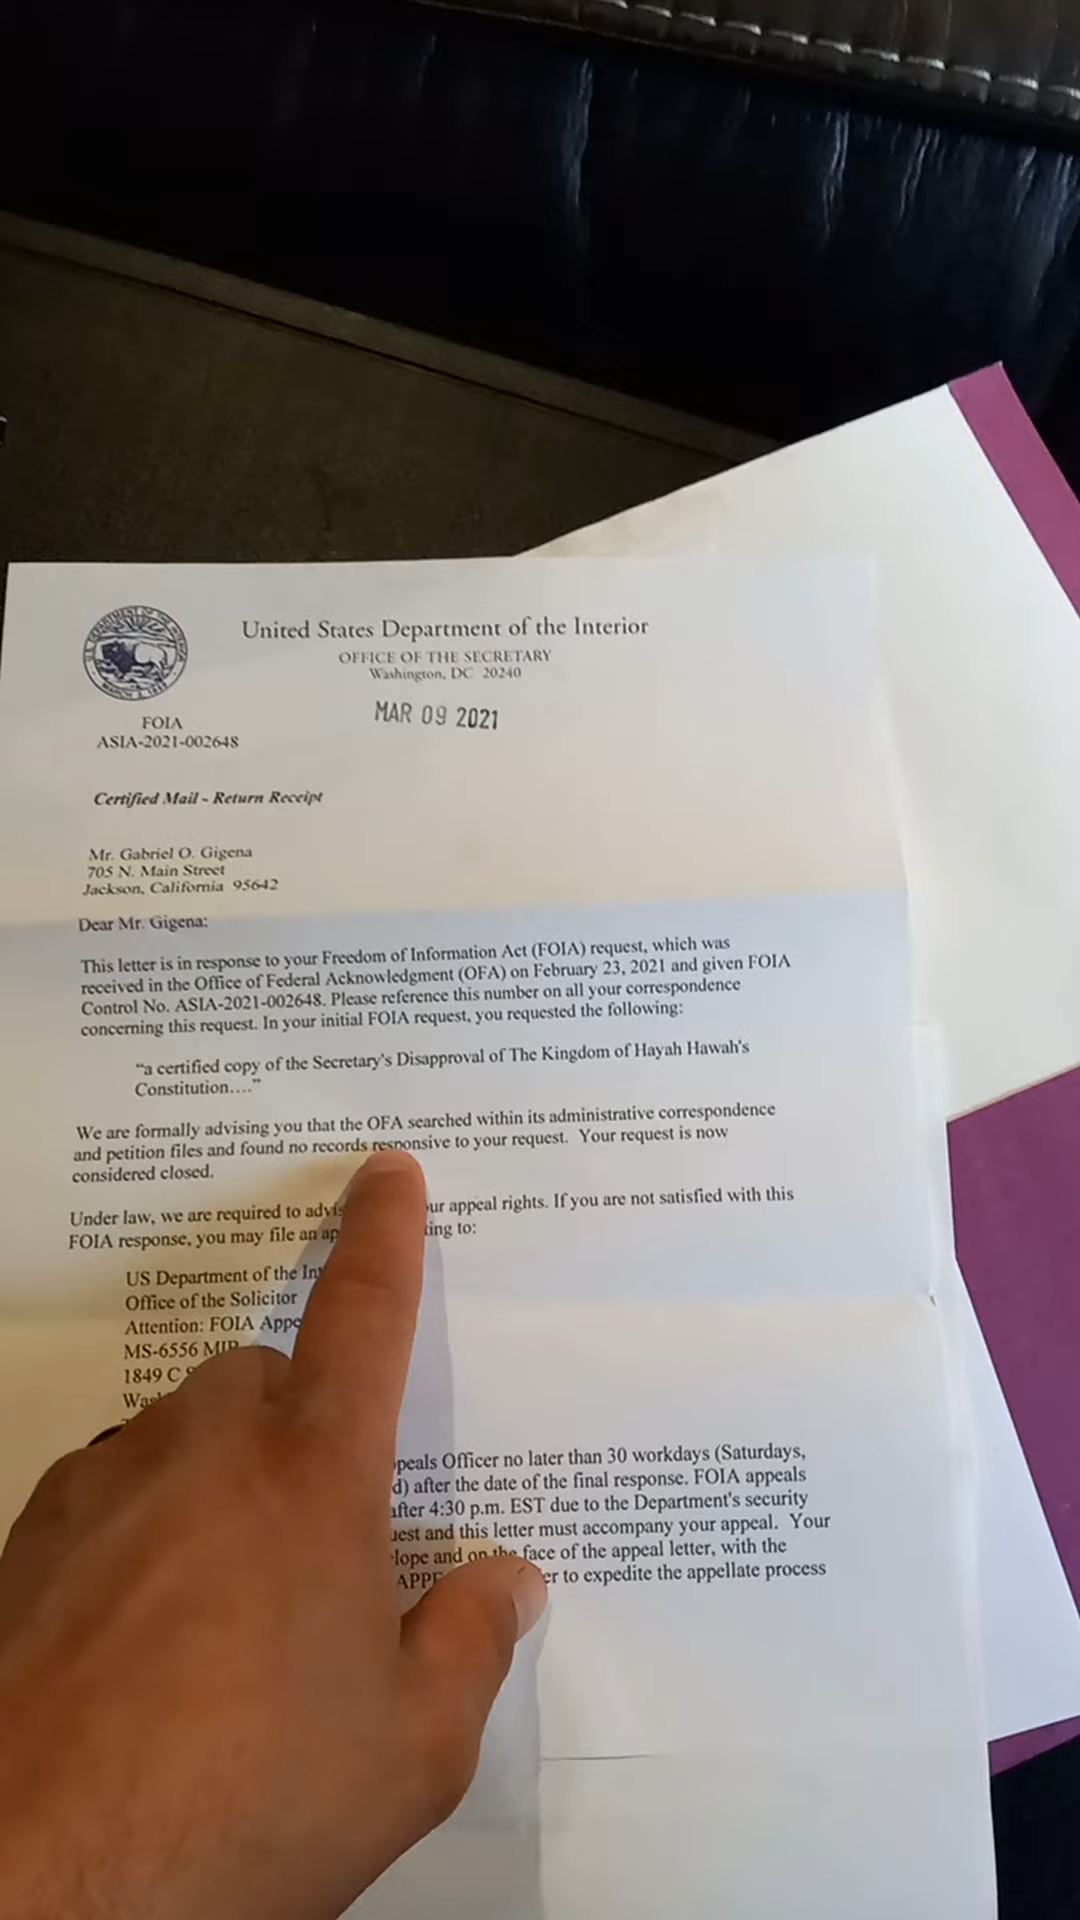 United States Department of the Interior
OFFICE OF THE SECRETARY
Washington, DC 20240
MAR 09 2021
FOIA
ASIA-2021-002648
Certified Mail - Return Receipt
Mr. Gabriel O. Gigena
705 N. Main Street
Jackson, California 95642
Dear Mr. Gigena:
This letter is in response to your Freedom of Information Act (FOIA) request, which was
received in the Office of Federal Acknowledgment (OFA) on February 23, 2021 and given FOIA
Control No. ASIA-2021-002648. Please reference this number on all your correspondence
concerning this request. In your initial FOIA request, you requested the following:
"a certified copy of the Secretary's Disapproval of The Kingdom of Hayah Hawah's
Constitution...."
We are formally advising you that the OFA searched within its administrative correspondence
and petition files and found no records responsive to your request. Your request is now
considered closed.
Under law, we are required to appeal rights. If you are not satisfied with this
FOIA response, you may file an to:
US Department of the
Office of the Solicitor
Attention: FOIA
MS-6556
1849 C
Officer no later than 30 workdays (Saturdays,
after the date of the final response. FOIA appeals
after 4:30 p.m. EST due to the Department's security
and this letter must accompany your appeal. Your
and on the face of the appeal letter, with the
to expedite the appellate process